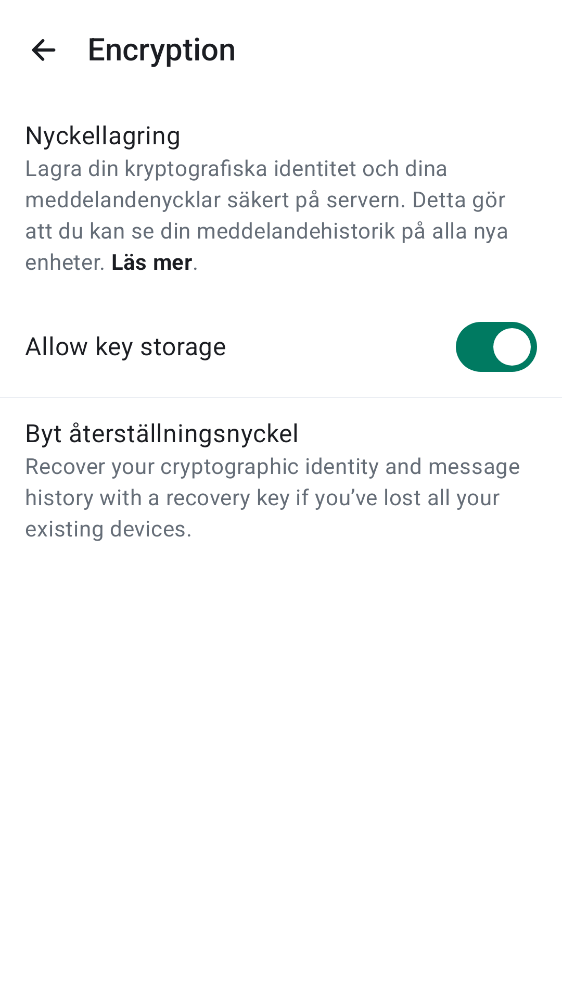 Encryption
Nyckellagring
Lagra din kryptografiska identitet och dina
meddelandenycklar säkert på servern. Detta gör
att du kan se din meddelandehistorik på alla nya
enheter. Läs mer.
Allow key storage
Byt återställningsnyckel
Recover your cryptographic identity and message
history with a recovery key if you’ve lost all your
existing devices.